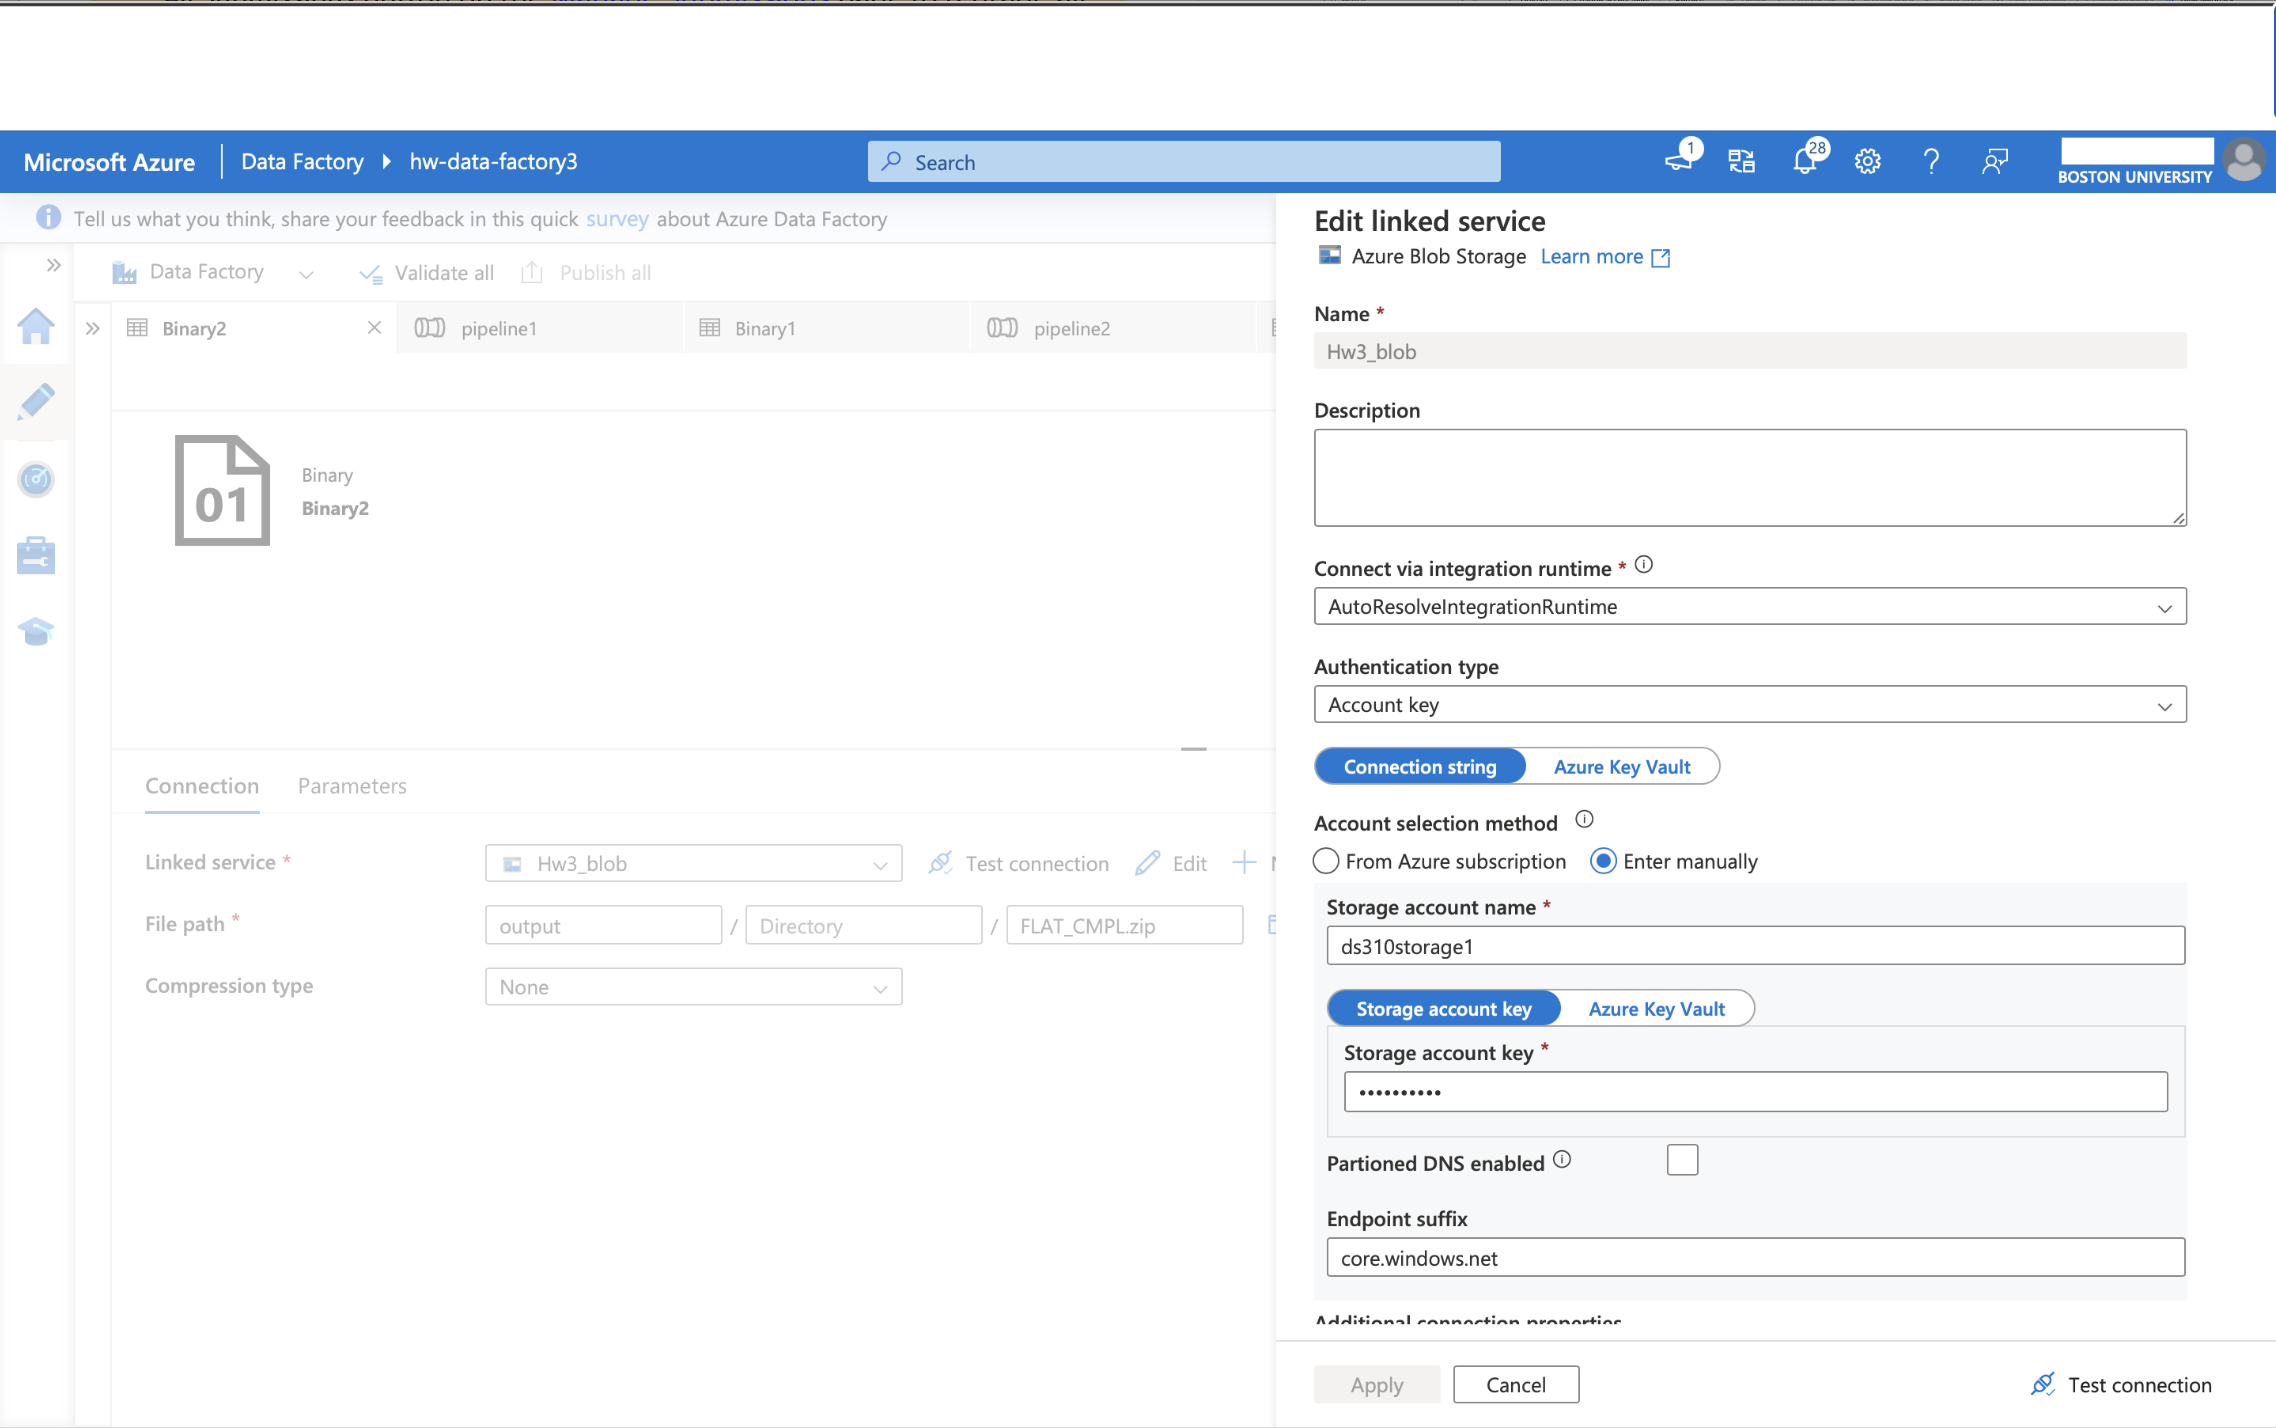 Microsoft Azure
Data Factory
hw-data-factory3
Search
1
28
BOSTON UNIVERSITY
Tell us what you think, share your feedback in this quick survey about Azure Data Factory
Data Factory
Validate all
Publish all
Binary2
pipeline1
Binary1
pipeline2
01
Binary
Binary2
Connection
Parameters
Linked service *
Hw3_blob
Test connection
Edit
File path *
output / Directory / FLAT_CMPL.zip
Compression type
None
Edit linked service
Azure Blob Storage Learn more
Name *
Hw3_blob
Description
Connect via integration runtime *
AutoResolveIntegrationRuntime
Authentication type
Account key
Connection string
Azure Key Vault
Account selection method
From Azure subscription
Enter manually
Storage account name *
ds310storage1
Storage account key
Azure Key Vault
Storage account key *
••••••••••
Partioned DNS enabled
Endpoint suffix
core.windows.net
Additional connection properties
Apply
Cancel
Test connection